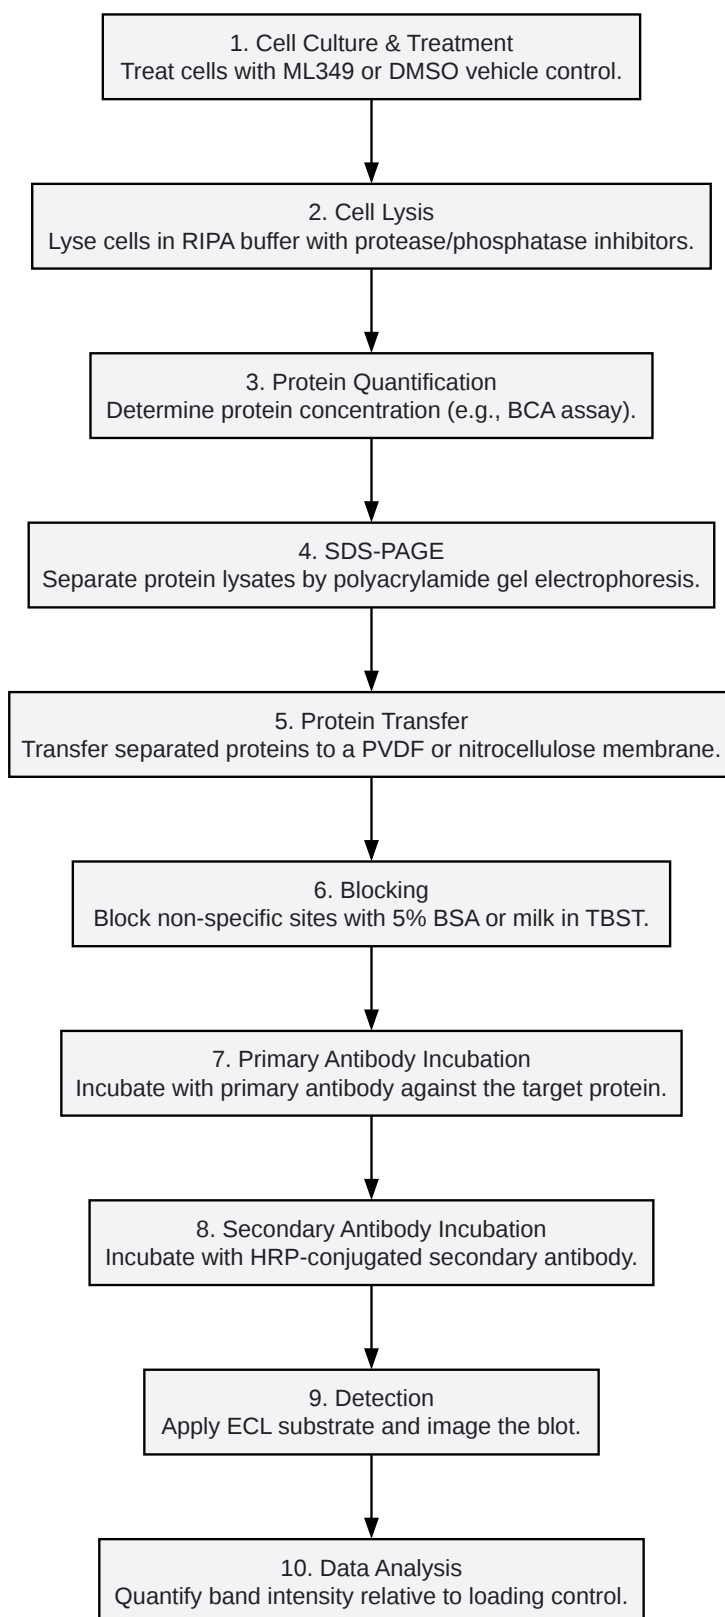 1. Cell Culture & Treatment
Treat cells with ML349 or DMSO vehicle control.
2. Cell Lysis
Lyse cells in RIPA buffer with protease/phosphatase inhibitors.
3. Protein Quantification
Determine protein concentration (e.g., BCA assay).
4. SDS-PAGE
Separate protein lysates by polyacrylamide gel electrophoresis.
5. Protein Transfer
Transfer separated proteins to a PVDF or nitrocellulose membrane.
6. Blocking
Block non-specific sites with 5% BSA or milk in TBST.
7. Primary Antibody Incubation
Incubate with primary antibody against the target protein.
8. Secondary Antibody Incubation
Incubate with HRP-conjugated secondary antibody.
9. Detection
Apply ECL substrate and image the blot.
10. Data Analysis
Quantify band intensity relative to loading control.